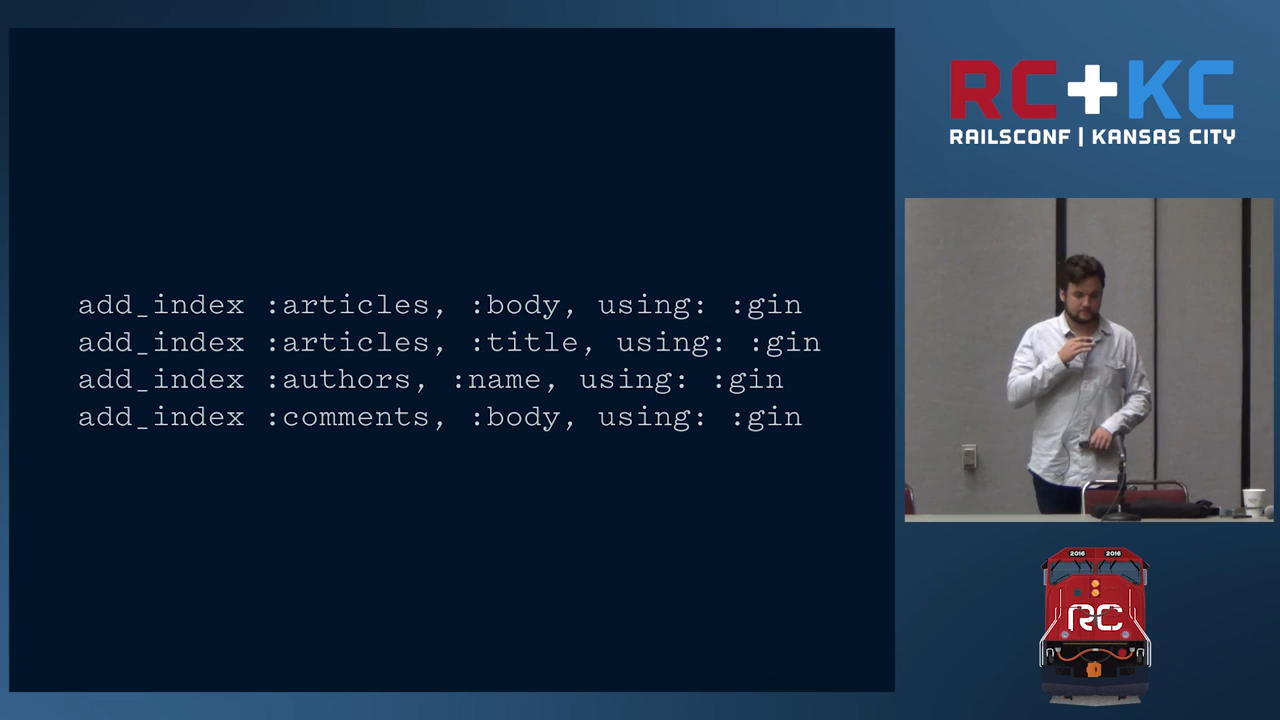 add_index :articles, :body, using: :gin
add_index :articles, :title, using: :gin
add_index :authors, :name, using: :gin
add_index :comments, :body, using: :gin
RC+KC
RAILSCONF | KANSAS CITY
2016 2016
RC